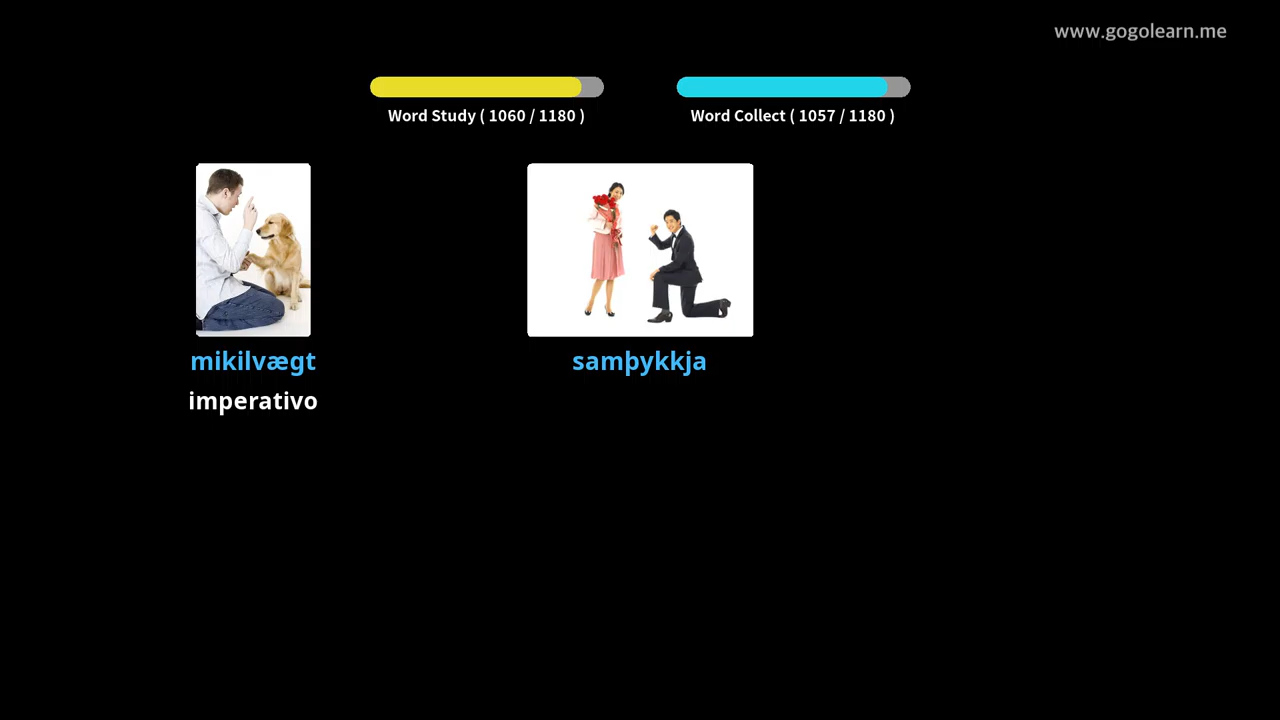 www.gogolearn.me
Word Study ( 1060 / 1180 )
Word Collect ( 1057 / 1180 )
mikilvægt
imperativo
samþykkja